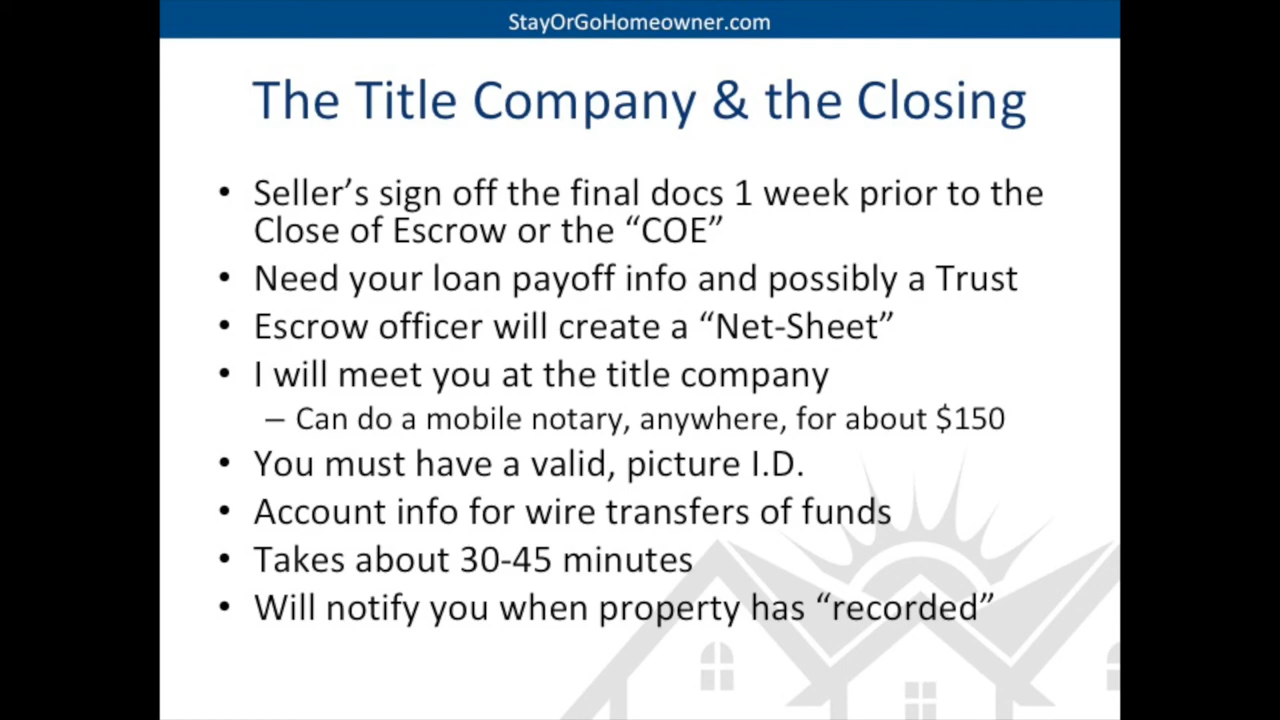 StayOrGoHomeowner.com
The Title Company & the Closing
• Seller’s sign off the final docs 1 week prior to the
Close of Escrow or the “COE”
• Need your loan payoff info and possibly a Trust
• Escrow officer will create a “Net-Sheet”
• I will meet you at the title company
– Can do a mobile notary, anywhere, for about $150
• You must have a valid, picture I.D.
• Account info for wire transfers of funds
• Takes about 30-45 minutes
• Will notify you when property has “recorded”